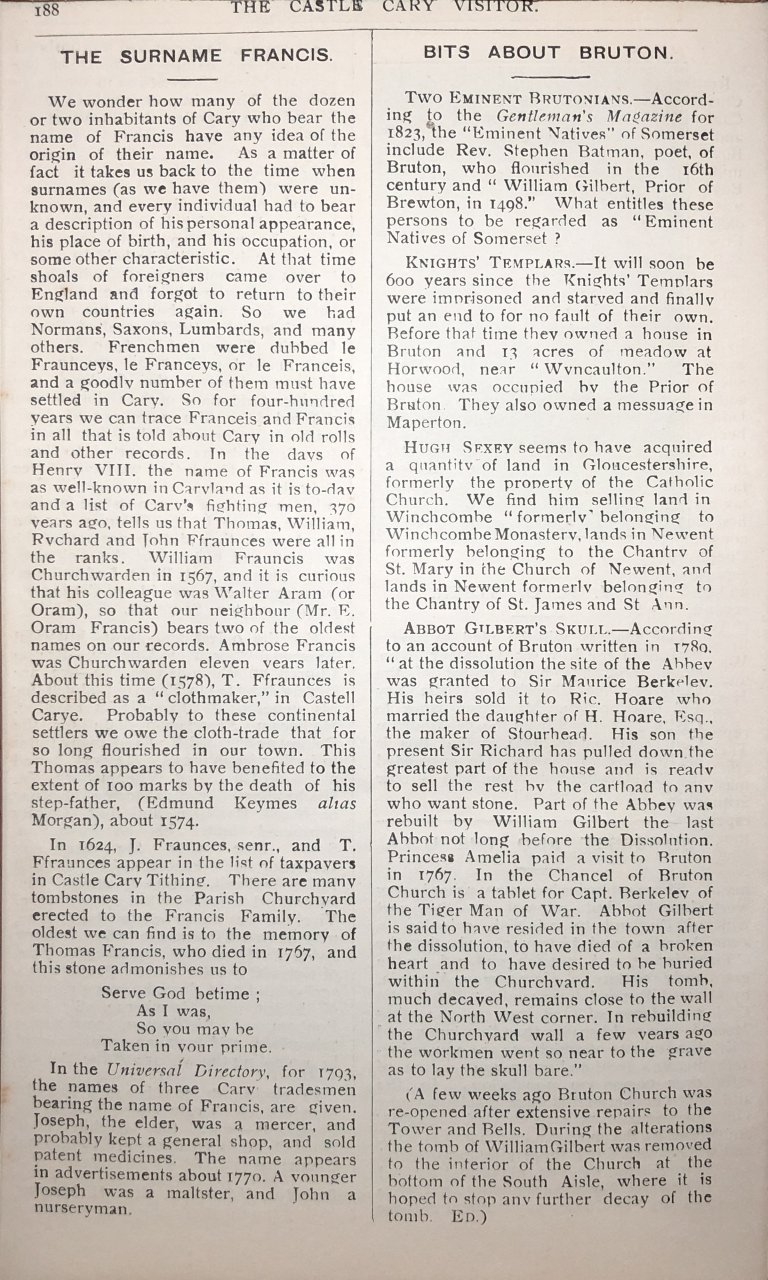 188
THE CASTLE CARY VISITOR.
THE SURNAME FRANCIS.
We wonder how many of the dozen
or two inhabitants of Cary who bear the
name of Francis have any idea of the
origin of their name. As a matter of
fact it takes us back to the time when
surnames (as we have them) were un-
known, and every individual had to bear
a description of his personal appearance,
his place of birth, and his occupation, or
some other characteristic. At that time
shoals of foreigners came over to
England and forgot to return to their
own countries again. So we had
Normans, Saxons, Lumbards, and many
others. Frenchmen were dubbed le
Fraunceys, le Franceys, or le Franceis,
and a goodly number of them must have
settled in Cary. So for four-hundred
years we can trace Franceis and Francis
in all that is told about Cary in old rolls
and other records. In the days of
Henry VIII. the name of Francis was
as well-known in Caryland as it is to-day
and a list of Cary's fighting men, 370
years ago, tells us that Thomas, William,
Rychard and John Ffraunces were all in
the ranks. William Frauncis was
Churchwarden in 1567, and it is curious
that his colleague was Walter Aram (or
Oram), so that our neighbour (Mr. E.
Oram Francis) bears two of the oldest
names on our records. Ambrose Francis
was Churchwarden eleven years later.
About this time (1578), T. Ffraunces is
described as a "clothmaker," in Castell
Carye. Probably to these continental
settlers we owe the cloth-trade that for
so long flourished in our town. This
Thomas appears to have benefited to the
extent of 100 marks by the death of his
step-father, (Edmund Keymes alias
Morgan), about 1574.
In 1624, J. Fraunces, senr., and T.
Ffraunces appear in the list of taxpayers
in Castle Cary Tithing. There are many
tombstones in the Parish Churchyard
erected to the Francis Family. The
oldest we can find is to the memory of
Thomas Francis, who died in 1767, and
this stone admonishes us to
Serve God betime ;
As I was,
So you may be
Taken in your prime.
In the Universal Directory, for 1793,
the names of three Cary tradesmen
bearing the name of Francis, are given.
Joseph, the elder, was a mercer, and
probably kept a general shop, and sold
patent medicines. The name appears
in advertisements about 1770. A younger
Joseph was a maltster, and John a
nurseryman.
BITS ABOUT BRUTON.
TWO EMINENT BRUTONIANS.—Accord-
ing to the Gentleman's Magazine for
1823, the "Eminent Natives" of Somerset
include Rev. Stephen Batman, poet, of
Bruton, who flourished in the 16th
century and "William Gilbert, Prior of
Brewton, in 1498." What entitles these
persons to be regarded as "Eminent
Natives of Somerset ?
KNIGHTS' TEMPLARS.—It will soon be
600 years since the Knights' Templars
were imprisoned and starved and finally
put an end to for no fault of their own.
Before that time they owned a house in
Bruton and 13 acres of meadow at
Horwood, near "Wyncaulton." The
house was occupied by the Prior of
Bruton. They also owned a messuage in
Maperton.
HUGH SEXEY seems to have acquired
a quantity of land in Gloucestershire,
formerly the property of the Catholic
Church. We find him selling land in
Winchcombe "formerly" belonging to
Winchcombe Monastery, lands in Newent
formerly belonging to the Chantry of
St. Mary in the Church of Newent, and
lands in Newent formerly belonging to
the Chantry of St. James and St Ann.
ABBOT GILBERT'S SKULL.—According
to an account of Bruton written in 1780,
"at the dissolution the site of the Abbey
was granted to Sir Maurice Berkeley.
His heirs sold it to Ric. Hoare who
married the daughter of H. Hoare, Esq.,
the maker of Stourhead. His son the
present Sir Richard has pulled down the
greatest part of the house and is ready
to sell the rest by the cartload to any
who want stone. Part of the Abbey was
rebuilt by William Gilbert the last
Abbot not long before the Dissolution.
Princess Amelia paid a visit to Bruton
in 1767. In the Chancel of Bruton
Church is a tablet for Capt. Berkeley of
the Tiger Man of War. Abbot Gilbert
is said to have resided in the town after
the dissolution, to have died of a broken
heart and to have desired to be buried
within the Churchyard. His tomb,
much decayed, remains close to the wall
at the North West corner. In rebuilding
the Churchyard wall a few years ago
the workmen went so near to the grave
as to lay the skull bare."
(A few weeks ago Bruton Church was
re-opened after extensive repairs to the
Tower and Bells. During the alterations
the tomb of William Gilbert was removed
to the interior of the Church at the
bottom of the South Aisle, where it is
hoped to stop any further decay of the
tomb. ED.)